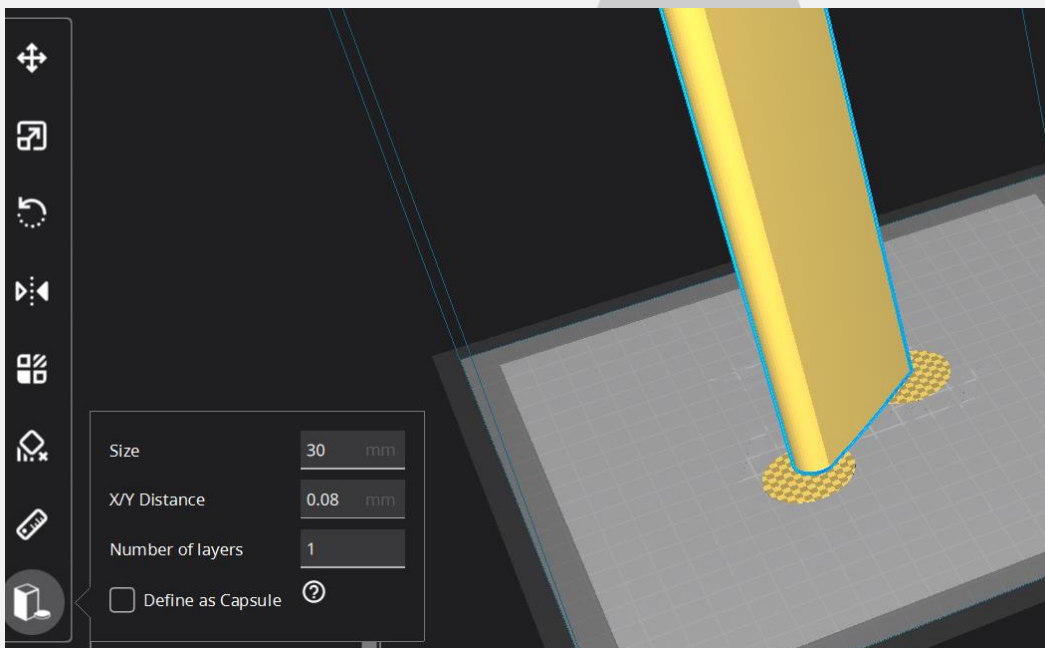 Size 30 mm
X/Y Distance 0.08 mm
Number of layers 1
Define as Capsule ?